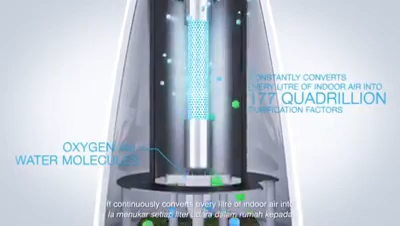 CONSTANTLY CONVERTS
EVERY LITRE OF INDOOR AIR INTO
177 QUADRILLION
PURIFICATION FACTORS
OXYGEN
WATER MOLECULES
It continuously converts every litre of indoor air into
Ia menukar setiap liter udara dalam rumah kepada